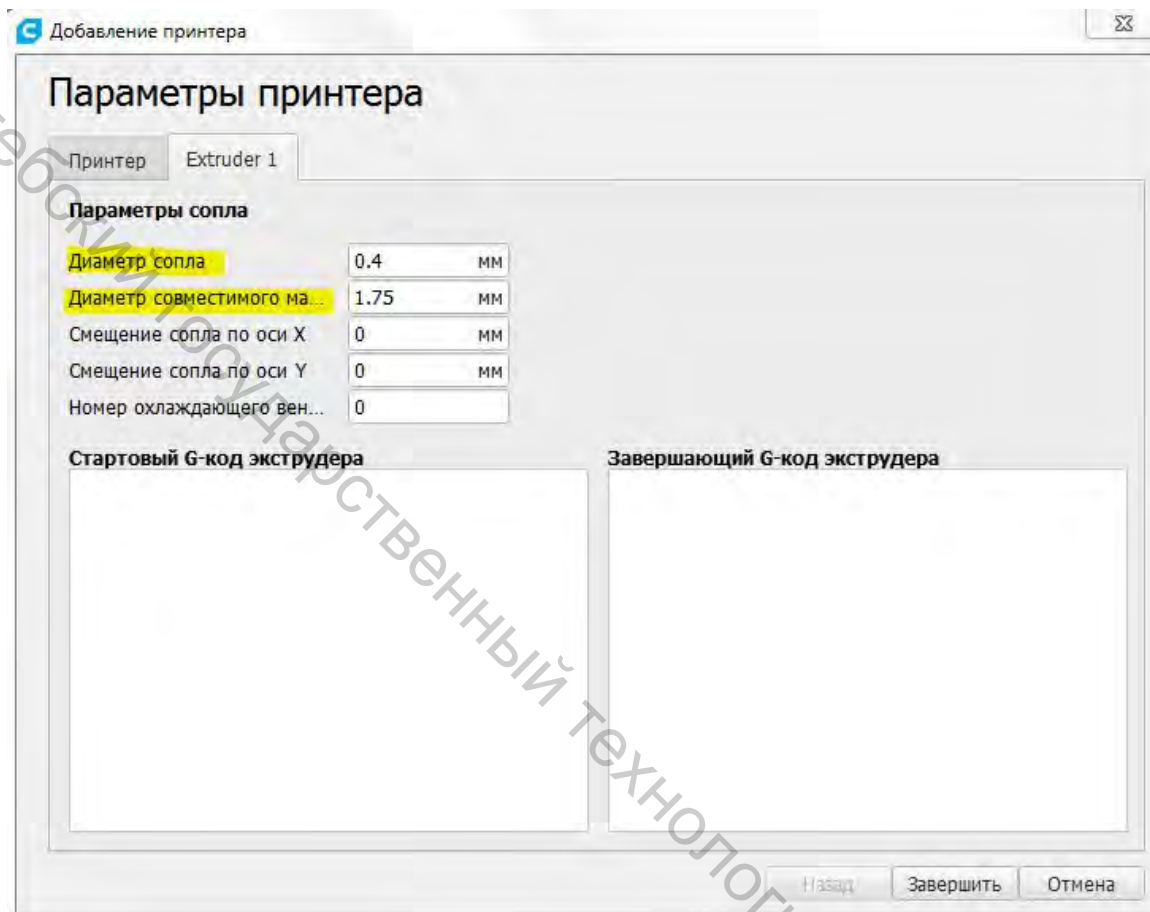 Добавление принтера
Параметры принтера
Принтер Extruder 1
Параметры сопла
Диаметр сопла 0.4 мм
Диаметр совместимого ма... 1.75 мм
Смещение сопла по оси X 0 мм
Смещение сопла по оси Y 0 мм
Номер охлаждающего вен... 0
Стартовый G-код экструдера Завершающий G-код экструдера
Назад Завершить Отмена
государственный